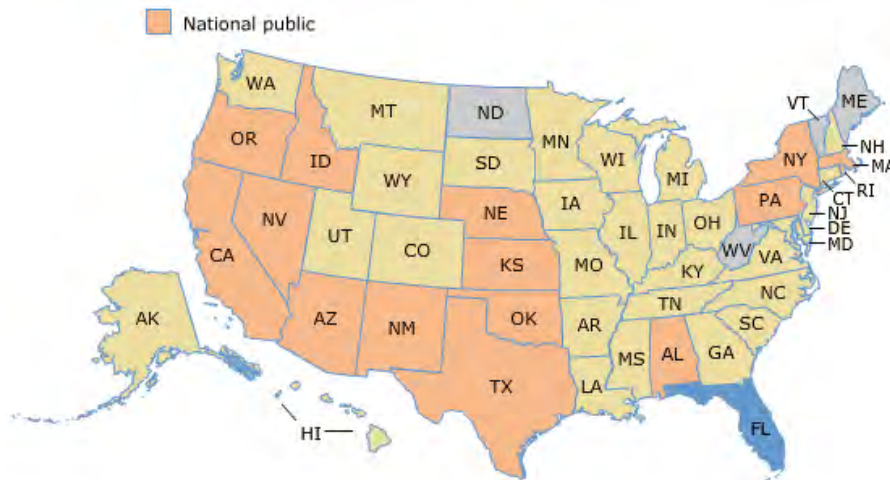 National public
WA
MT
ND
VT
ME
OR
ID
MN
NH
NY
MA
SD
WI
RI
WY
MI
CT
PA
NE
IA
NJ
NV
OH
DE
UT
IL
IN
MD
CO
WV
CA
KS
MO
VA
KY
NC
AK
TN
AZ
NM
OK
AR
SC
MS
AL
GA
TX
LA
FL
HI